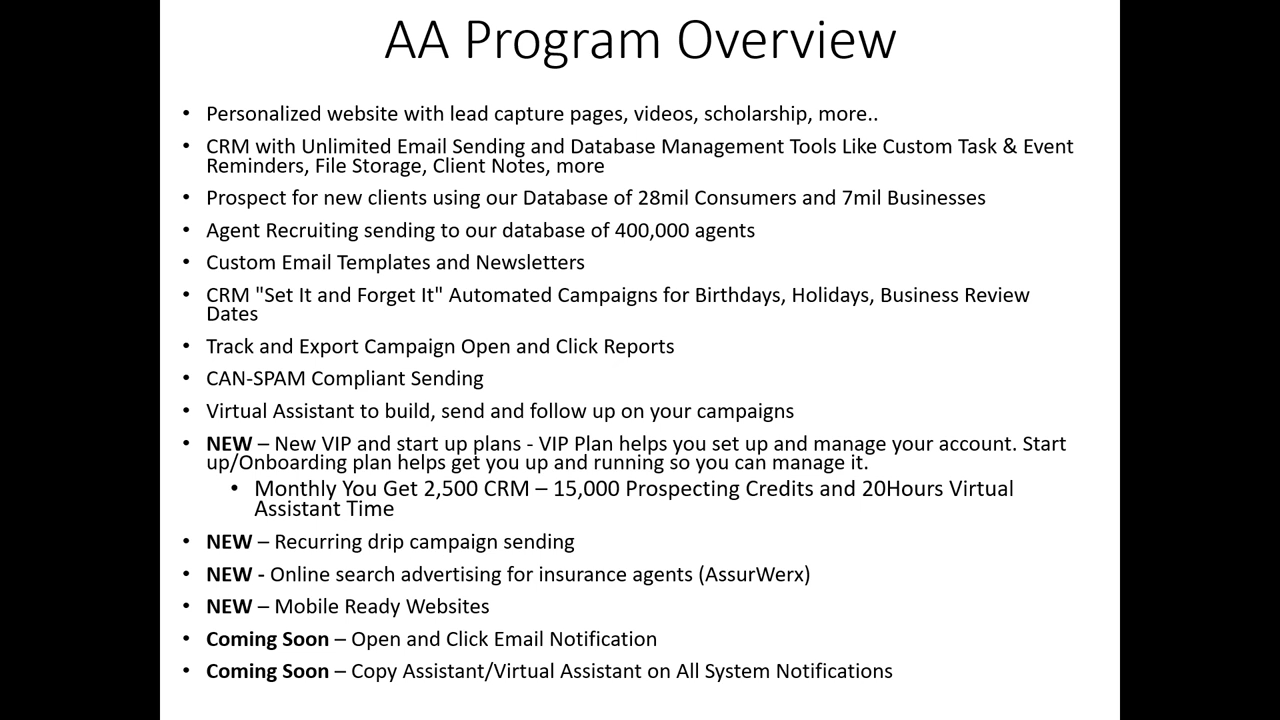 AA Program Overview
• Personalized website with lead capture pages, videos, scholarship, more..
• CRM with Unlimited Email Sending and Database Management Tools Like Custom Task & Event
Reminders, File Storage, Client Notes, more
• Prospect for new clients using our Database of 28mil Consumers and 7mil Businesses
• Agent Recruiting sending to our database of 400,000 agents
• Custom Email Templates and Newsletters
• CRM "Set It and Forget It" Automated Campaigns for Birthdays, Holidays, Business Review
Dates
• Track and Export Campaign Open and Click Reports
• CAN-SPAM Compliant Sending
• Virtual Assistant to build, send and follow up on your campaigns
• NEW – New VIP and start up plans - VIP Plan helps you set up and manage your account. Start
up/Onboarding plan helps get you up and running so you can manage it.
• Monthly You Get 2,500 CRM – 15,000 Prospecting Credits and 20Hours Virtual
Assistant Time
• NEW – Recurring drip campaign sending
• NEW - Online search advertising for insurance agents (AssurWerx)
• NEW – Mobile Ready Websites
• Coming Soon – Open and Click Email Notification
• Coming Soon – Copy Assistant/Virtual Assistant on All System Notifications